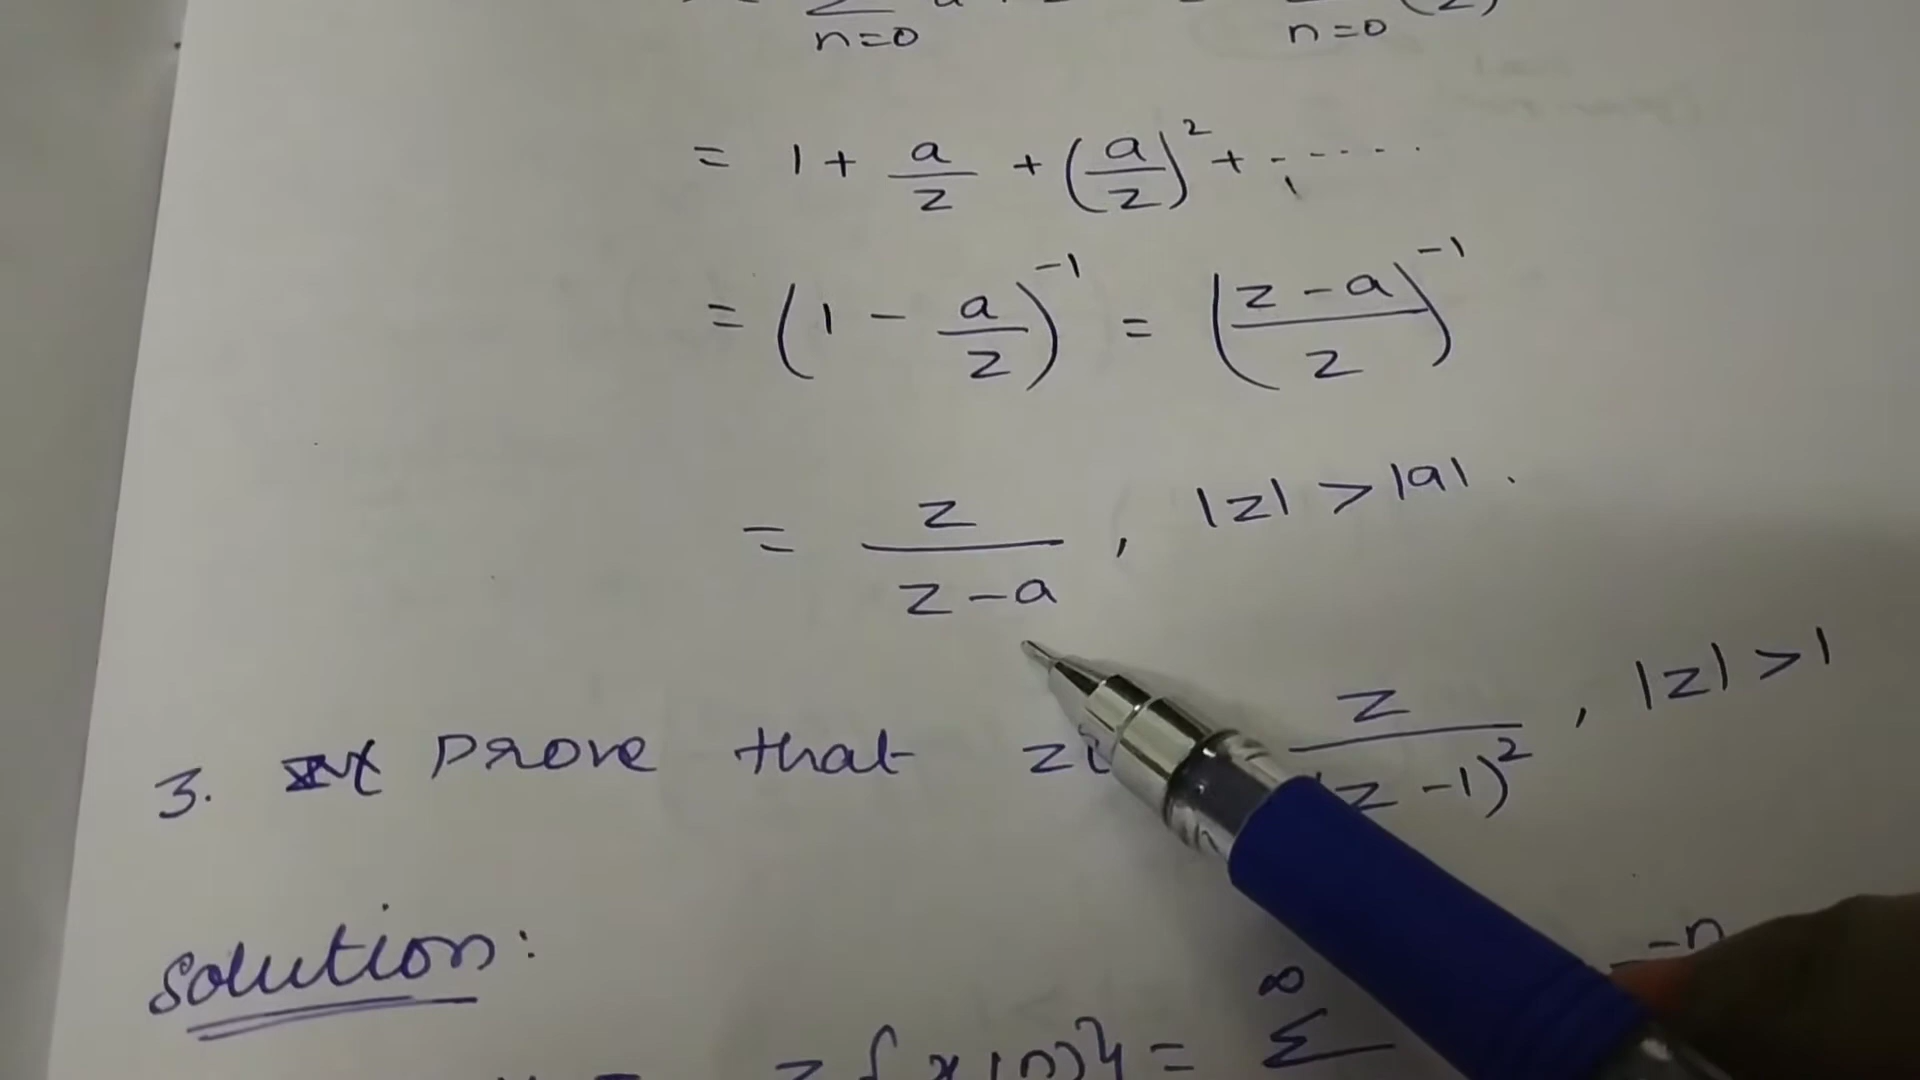 n=0 n=0
= 1 + a/z + (a/z)² + .....
= (1 - a/z)⁻¹ = ((z-a)/z)⁻¹
= z/(z-a) , |z| > |a| .
3. Prove that z/(z-1)² , |z| > 1
Solution:
z{x(n)} = ∞ Σ -n